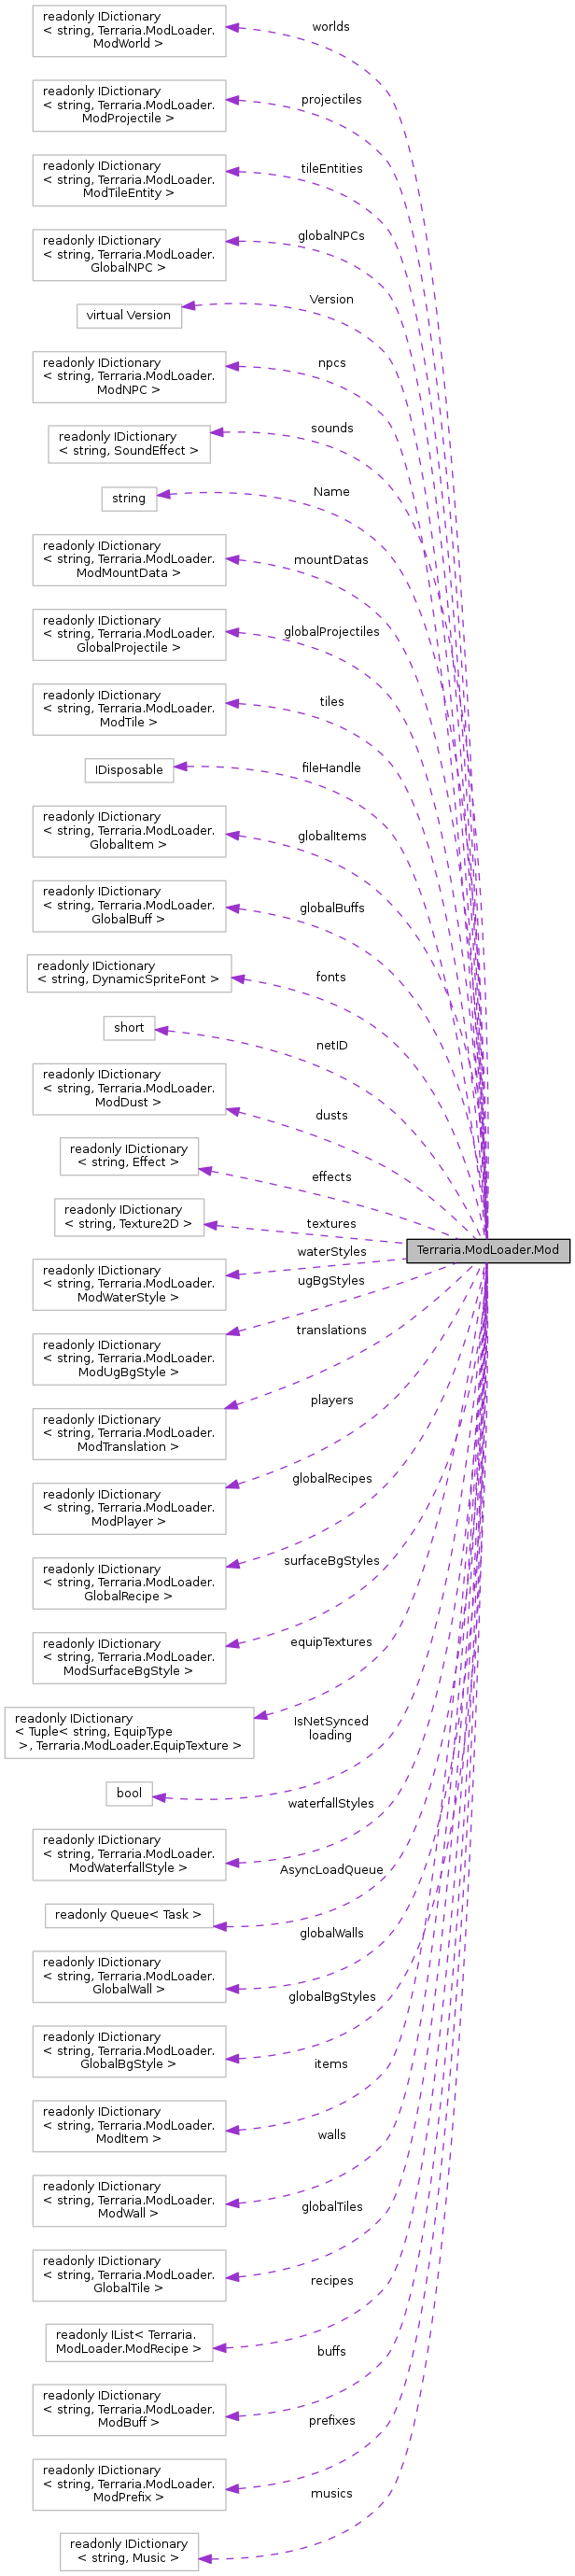 readonly IDictionary
< string, Terraria.ModLoader.
ModWorld >
worlds
readonly IDictionary
< string, Terraria.ModLoader.
ModProjectile >
projectiles
readonly IDictionary
< string, Terraria.ModLoader.
ModTileEntity >
tileEntities
readonly IDictionary
< string, Terraria.ModLoader.
GlobalNPC >
globalNPCs
virtual Version
Version
readonly IDictionary
< string, Terraria.ModLoader.
ModNPC >
npcs
readonly IDictionary
< string, SoundEffect >
sounds
string
Name
readonly IDictionary
< string, Terraria.ModLoader.
ModMountData >
mountDatas
readonly IDictionary
< string, Terraria.ModLoader.
GlobalProjectile >
globalProjectiles
readonly IDictionary
< string, Terraria.ModLoader.
ModTile >
tiles
IDisposable
fileHandle
readonly IDictionary
< string, Terraria.ModLoader.
GlobalItem >
globalItems
readonly IDictionary
< string, Terraria.ModLoader.
GlobalBuff >
globalBuffs
readonly IDictionary
< string, DynamicSpriteFont >
fonts
short
netID
readonly IDictionary
< string, Terraria.ModLoader.
ModDust >
dusts
readonly IDictionary
< string, Effect >
effects
readonly IDictionary
< string, Texture2D >
textures
Terraria.ModLoader.Mod
readonly IDictionary
< string, Terraria.ModLoader.
ModWaterStyle >
waterStyles
readonly IDictionary
< string, Terraria.ModLoader.
ModUgBgStyle >
ugBgStyles
readonly IDictionary
< string, Terraria.ModLoader.
ModTranslation >
translations
readonly IDictionary
< string, Terraria.ModLoader.
ModPlayer >
players
readonly IDictionary
< string, Terraria.ModLoader.
GlobalRecipe >
globalRecipes
readonly IDictionary
< string, Terraria.ModLoader.
ModSurfaceBgStyle >
surfaceBgStyles
readonly IDictionary
< Tuple< string, EquipType
>, Terraria.ModLoader.EquipTexture >
equipTextures
bool
IsNetSynced
loading
readonly IDictionary
< string, Terraria.ModLoader.
ModWaterfallStyle >
waterfallStyles
readonly Queue< Task >
AsyncLoadQueue
readonly IDictionary
< string, Terraria.ModLoader.
GlobalWall >
globalWalls
readonly IDictionary
< string, Terraria.ModLoader.
GlobalBgStyle >
globalBgStyles
readonly IDictionary
< string, Terraria.ModLoader.
ModItem >
items
readonly IDictionary
< string, Terraria.ModLoader.
ModWall >
walls
readonly IDictionary
< string, Terraria.ModLoader.
GlobalTile >
globalTiles
readonly IList< Terraria.
ModLoader.ModRecipe >
recipes
readonly IDictionary
< string, Terraria.ModLoader.
ModBuff >
buffs
readonly IDictionary
< string, Terraria.ModLoader.
ModPrefix >
prefixes
readonly IDictionary
< string, Music >
musics